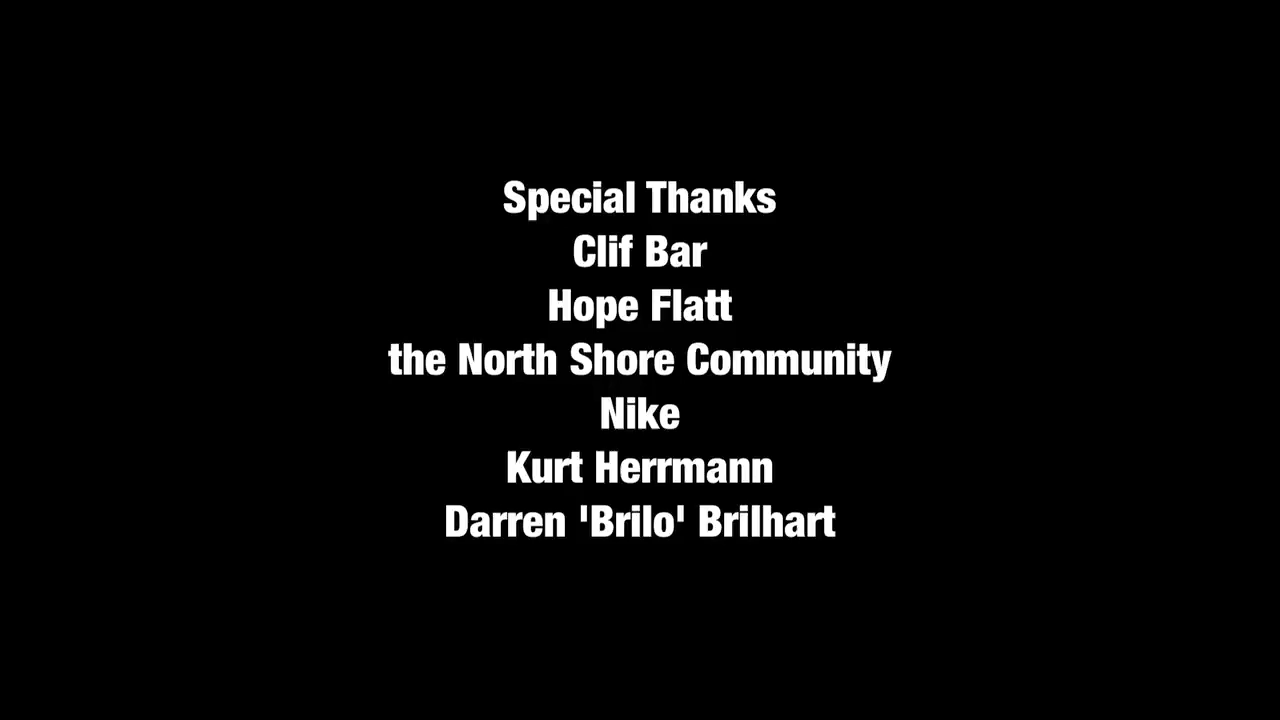 Special Thanks
Clif Bar
Hope Flatt
the North Shore Community
Nike
Kurt Herrmann
Darren 'Brilo' Brilhart